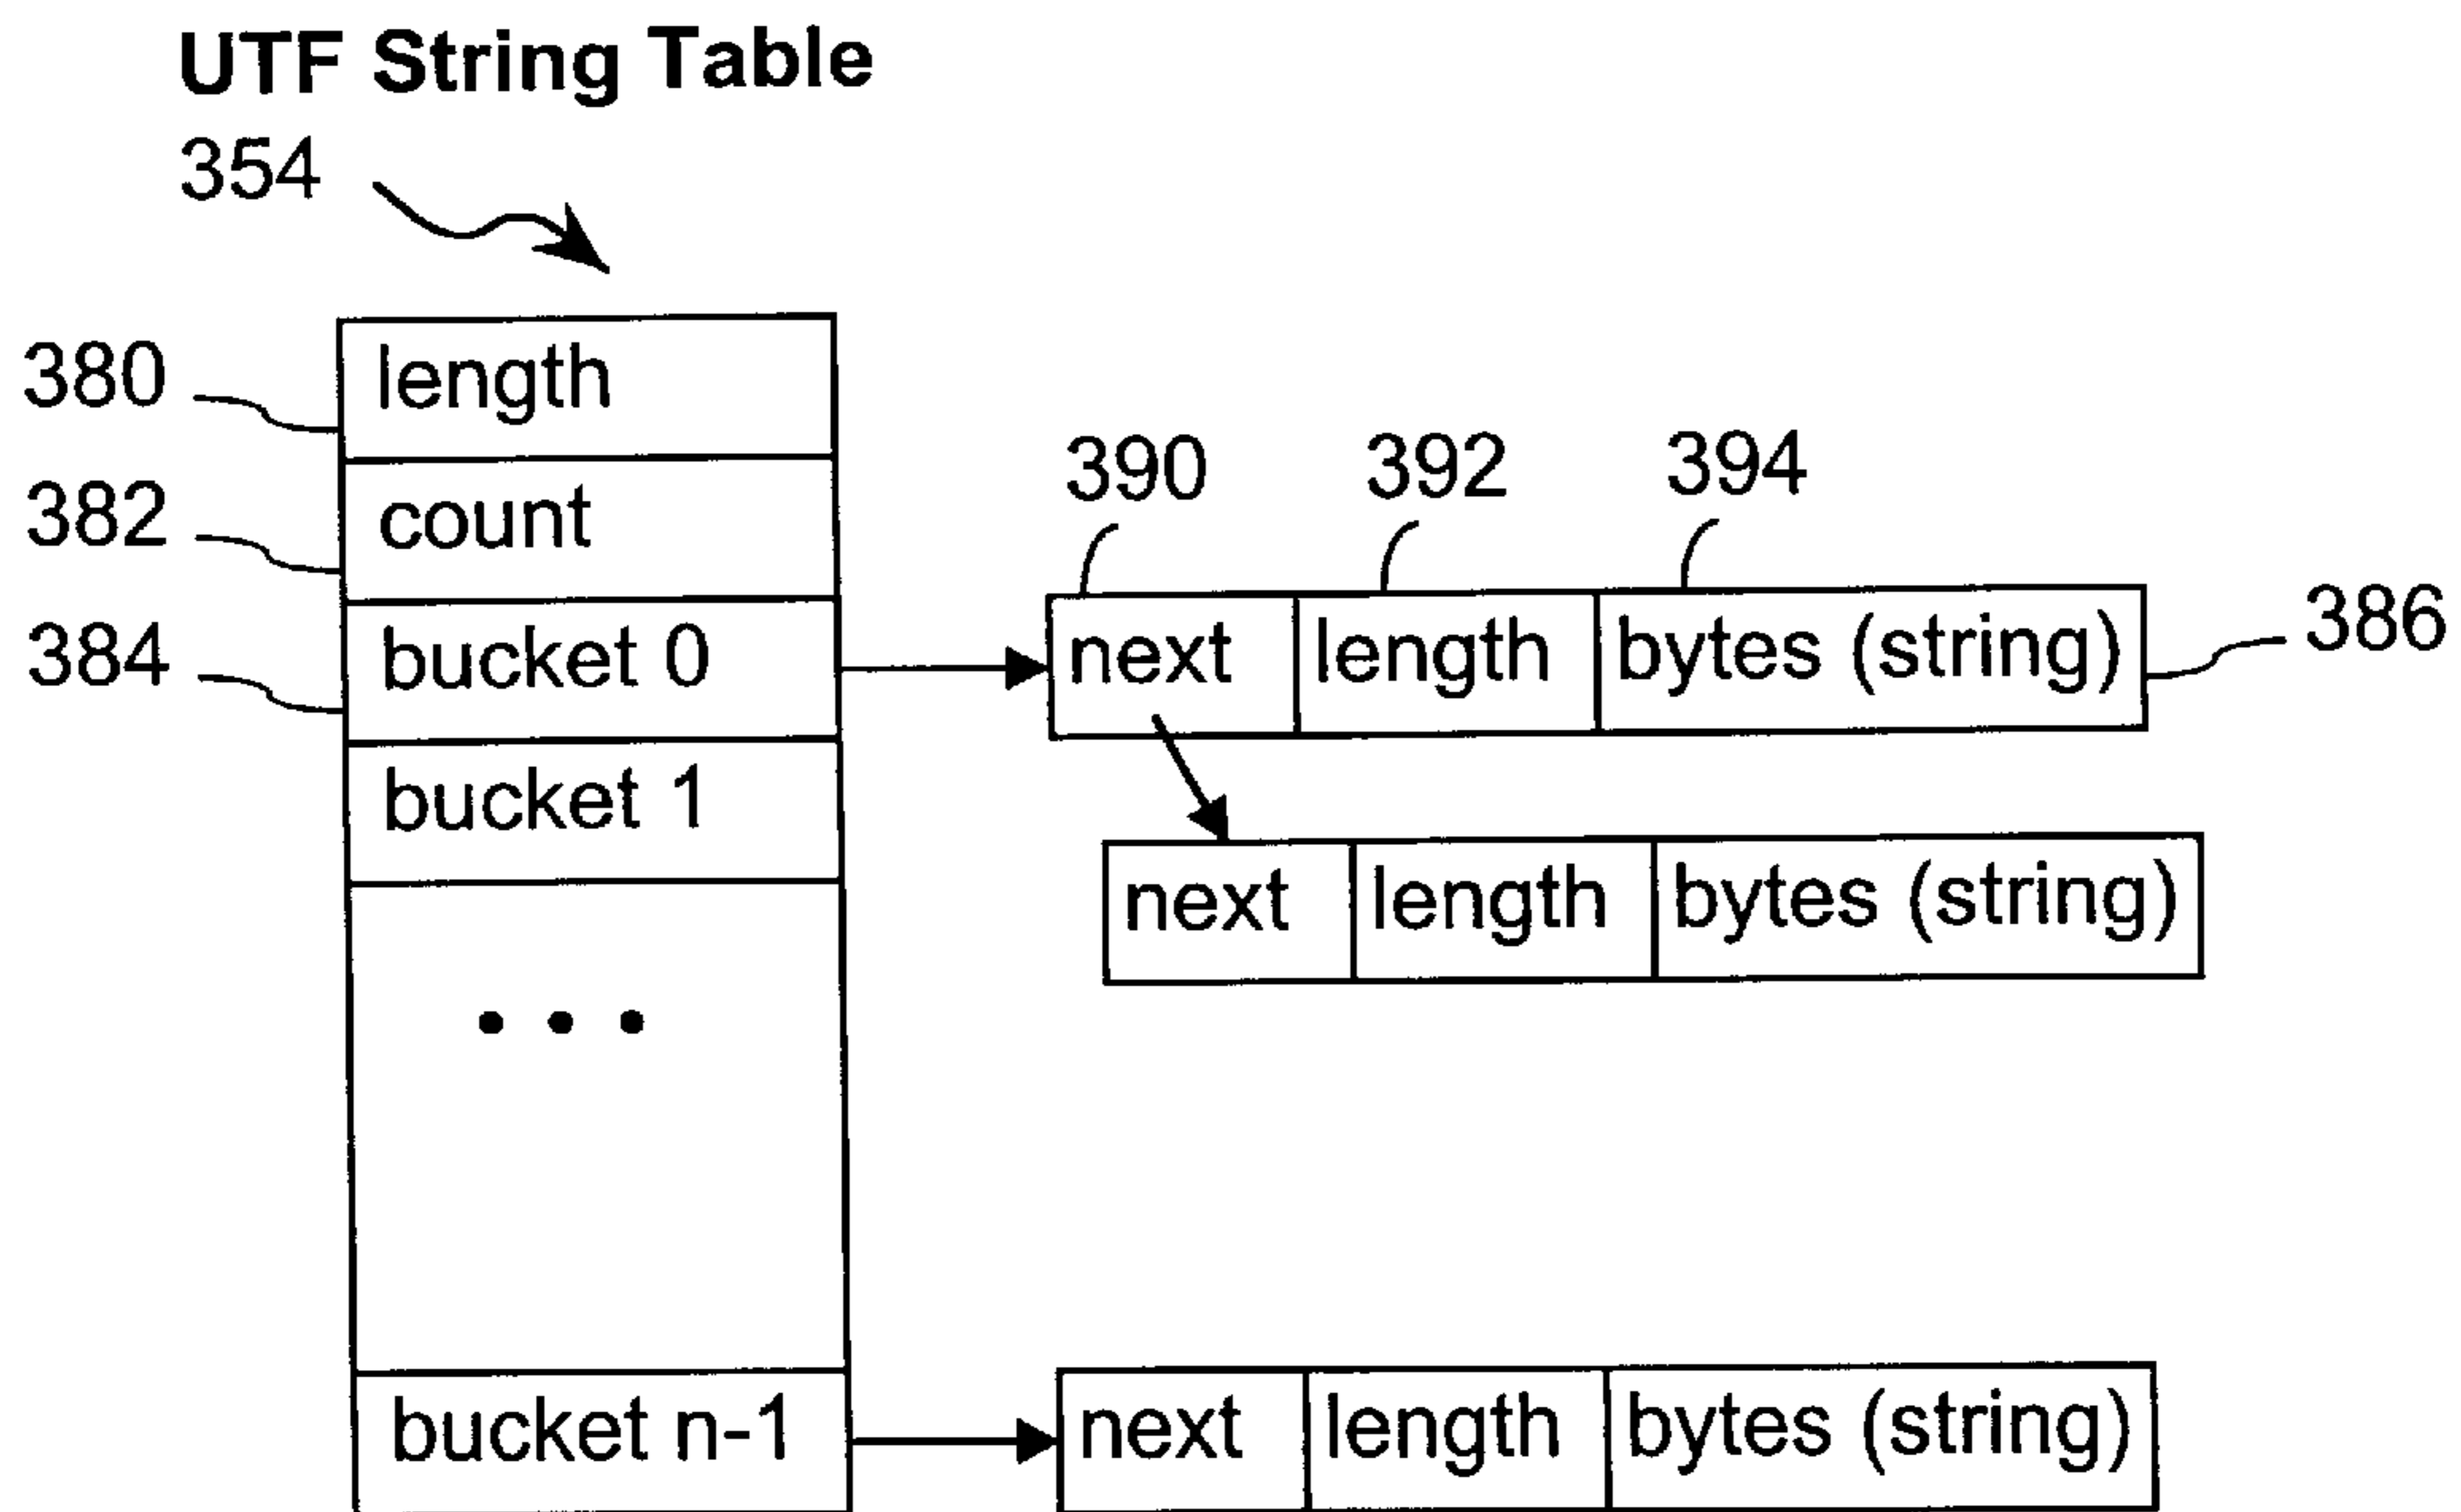 UTF String Table
354
380
length
382
count
390 392 394
384
bucket 0
next length bytes (string)
386
bucket 1
next length bytes (string)
• • •
bucket n-1
next length bytes (string)